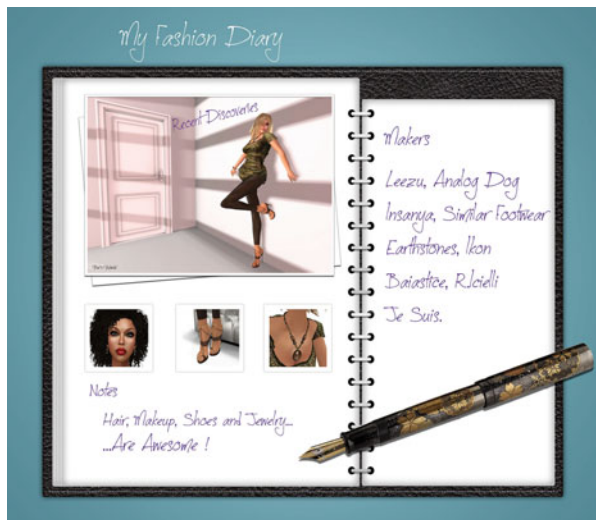 My Fashion Diary
Recent Discoveries
Notes
Hair, Makeup, Shoes and Jewelry...
...Are Awesome !
Makers
Leezu, Analog Dog
Insanya, Similar Footwear
Earthstones, Ikon
Baiastice, R.icielli
Je Suis.